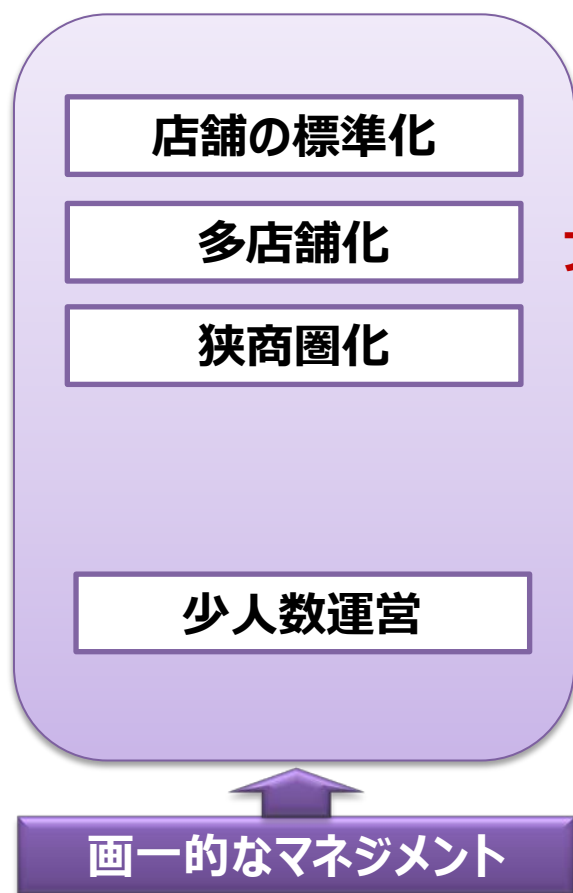 店舗の標準化
多店舗化
狭商圏化
少人数運営
画一的なマネジメント